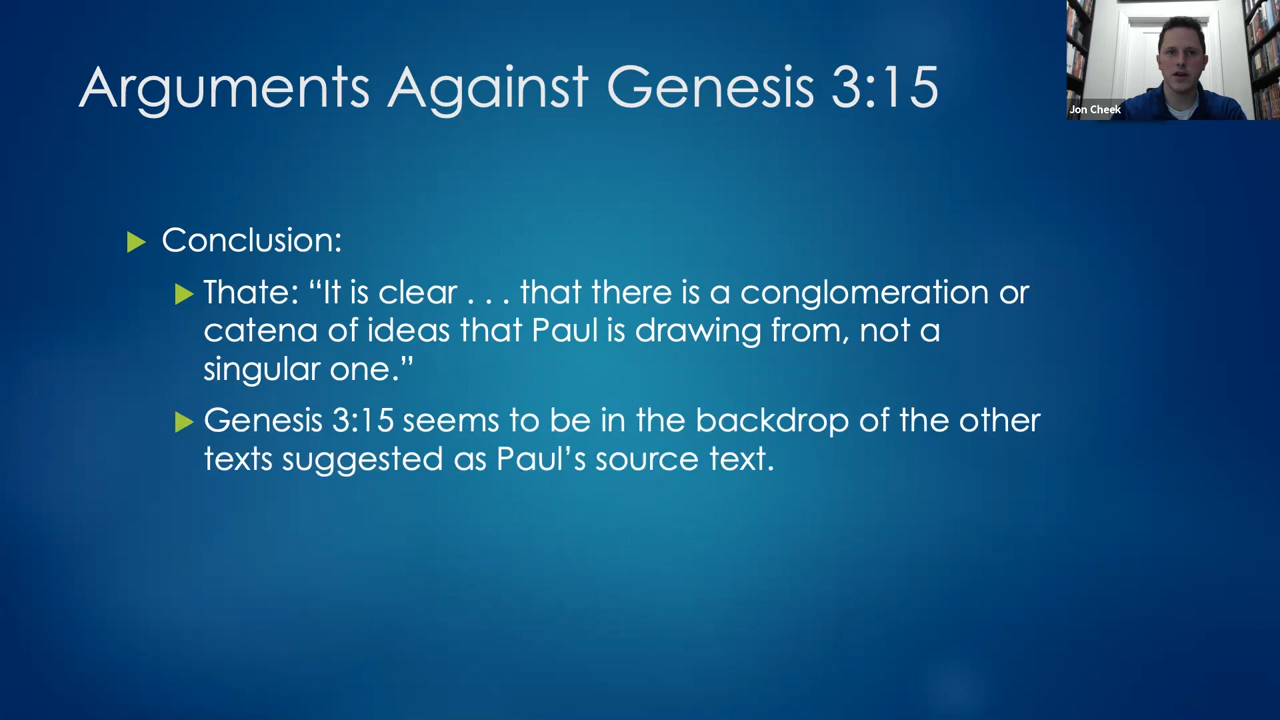 Arguments Against Genesis 3:15
Jon Cheek
Conclusion:
Thate: “It is clear . . . that there is a conglomeration or
catena of ideas that Paul is drawing from, not a
singular one.”
Genesis 3:15 seems to be in the backdrop of the other
texts suggested as Paul’s source text.